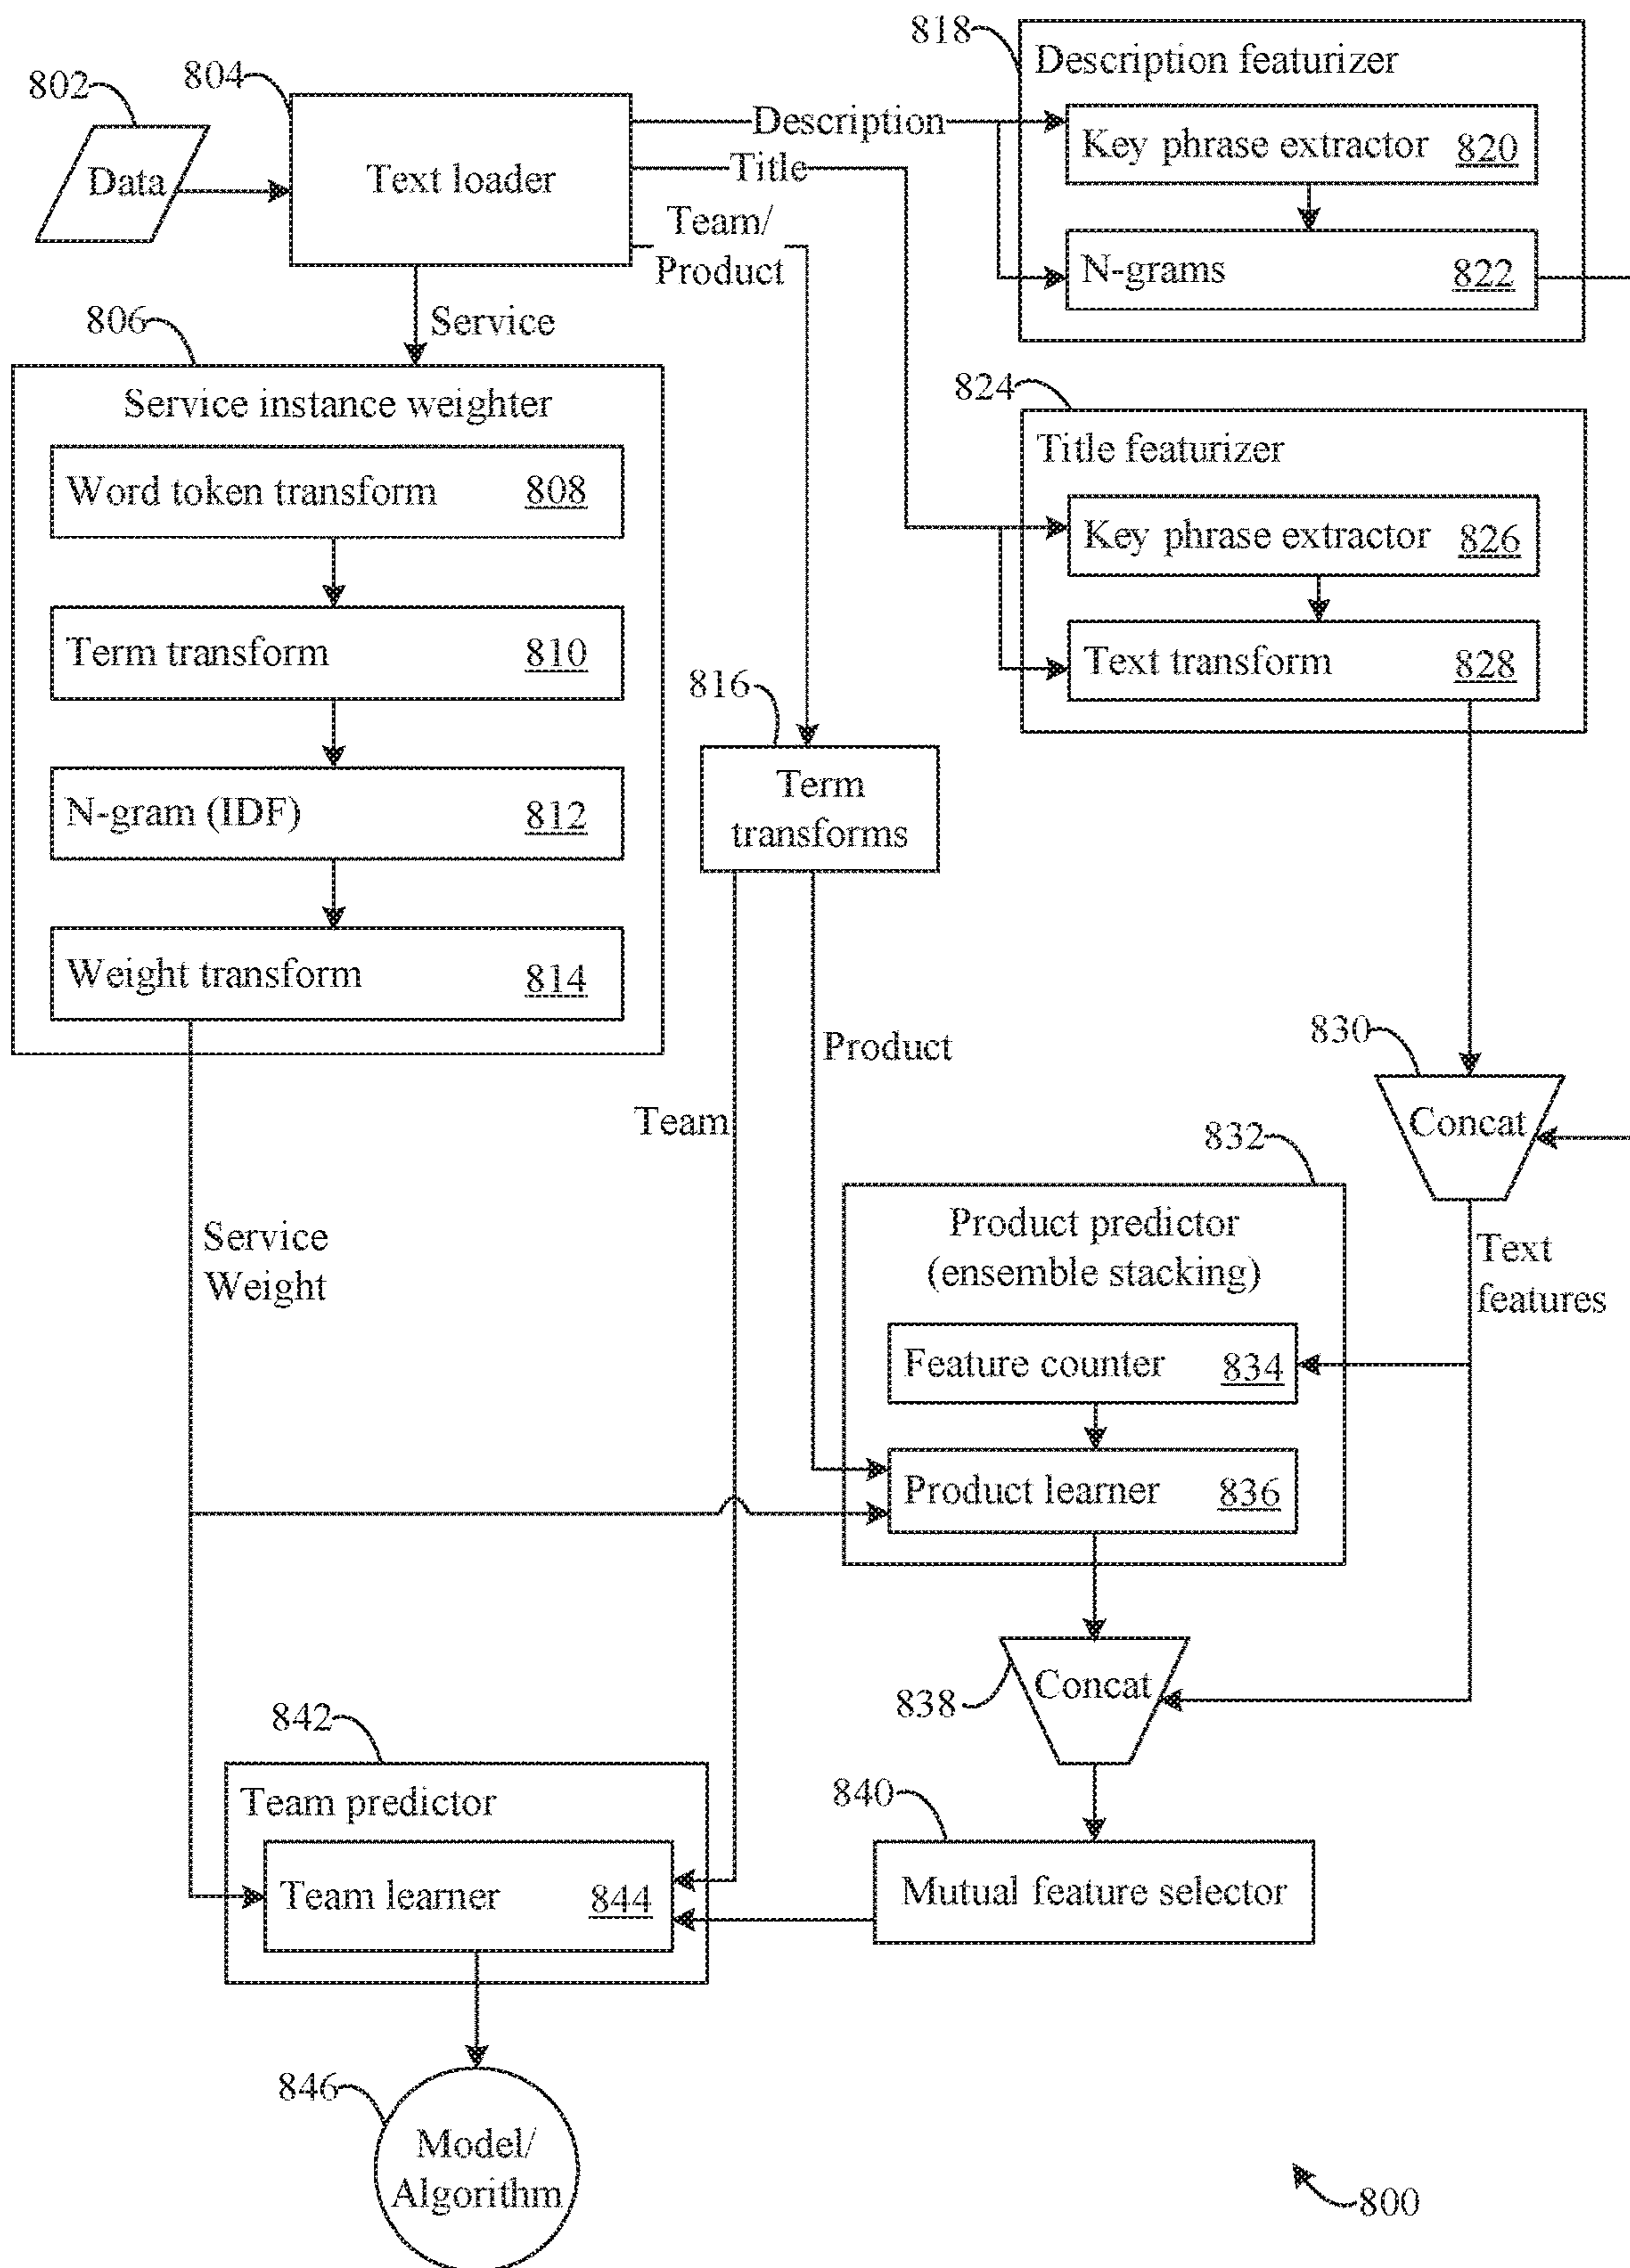 818
Description featurizer
802
804
Data
Text loader
Description
Title
Team/
Product
Key phrase extractor 820
N-grams 822
806
Service
824
Service instance weighter
Title featurizer
Word token transform 808
Key phrase extractor 826
Term transform 810
Text transform 828
816
Term
transforms
N-gram (IDF) 812
Weight transform 814
Product
830
Team
Concat
832
Service
Weight
Product predictor
(ensemble stacking)
Text
features
Feature counter 834
Product learner 836
Concat
838
842
Team predictor
840
Team learner 844
Mutual feature selector
846
Model/
Algorithm
800